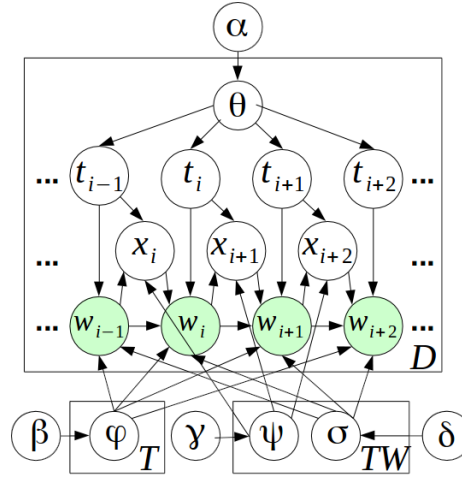 α
θ
... t_{i−1} t_i t_{i+1} t_{i+2} ...
... x_i x_{i+1} x_{i+2} ...
... w_{i−1} w_i w_{i+1} w_{i+2} ...
D
β φ γ ψ σ δ
T TW